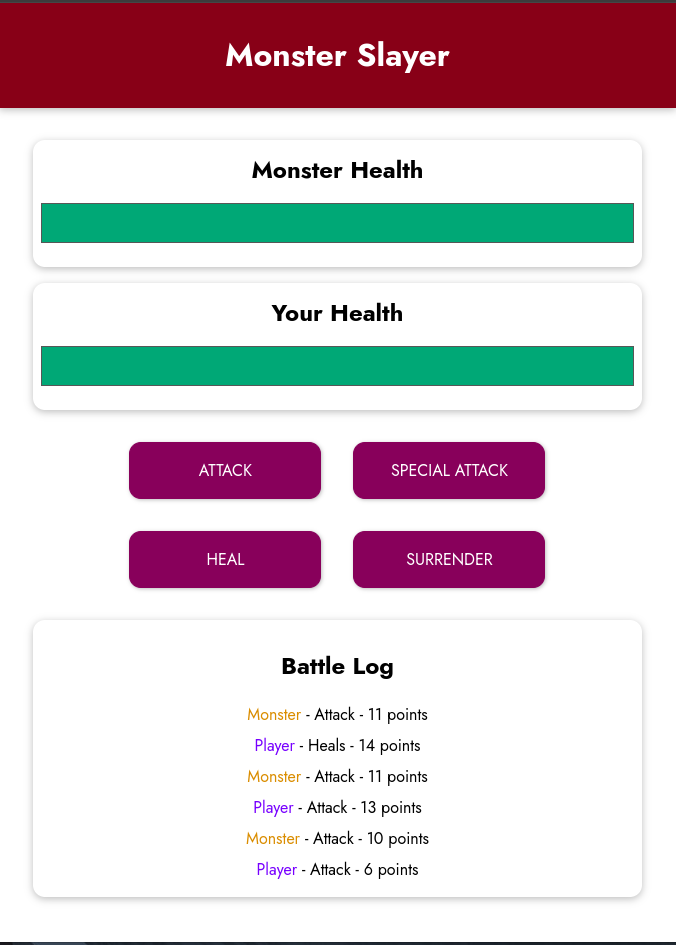 Monster Slayer
Monster Health
Your Health
ATTACK
SPECIAL ATTACK
HEAL
SURRENDER
Battle Log
Monster - Attack - 11 points
Player - Heals - 14 points
Monster - Attack - 11 points
Player - Attack - 13 points
Monster - Attack - 10 points
Player - Attack - 6 points